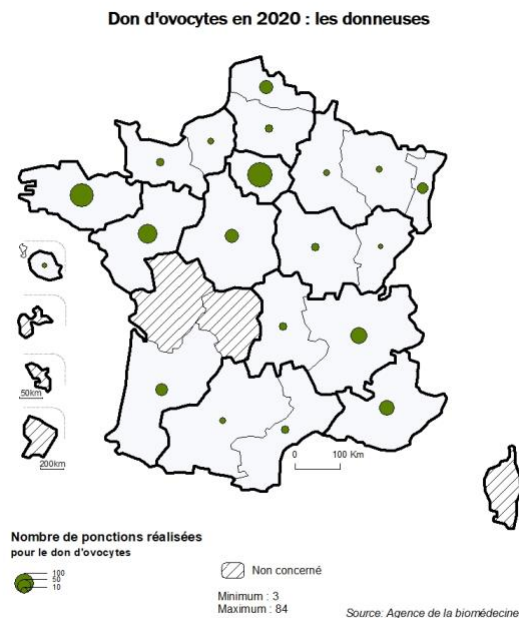 Don d'ovocytes en 2020 : les donneuses
50km
200km
0 100 Km
Nombre de ponctions réalisées
pour le don d'ovocytes
100
50
10
Non concerné
Minimum : 3
Maximum : 84
Source: Agence de la biomédecine